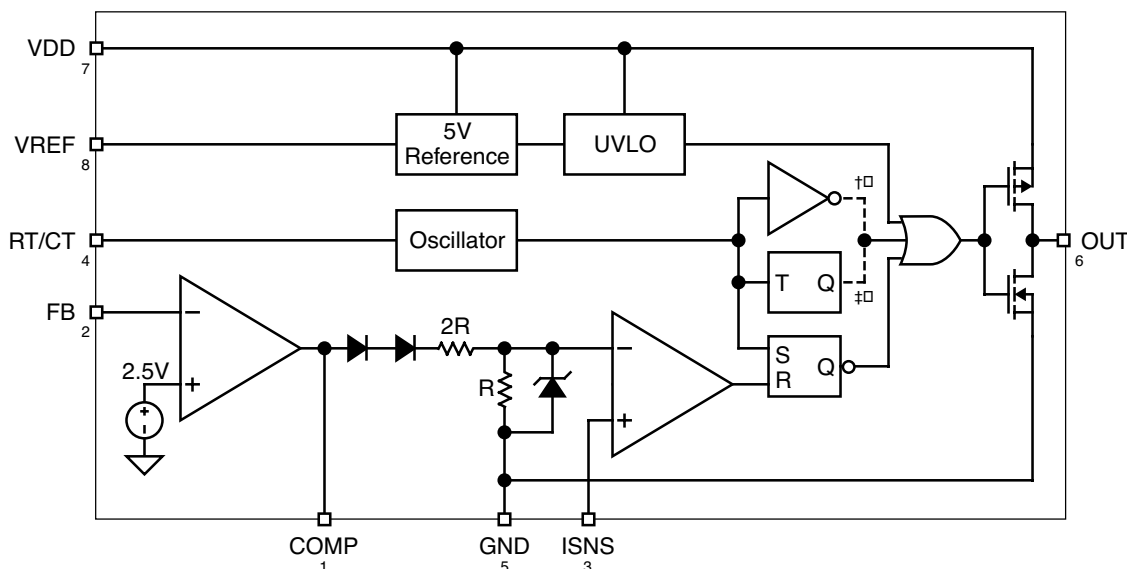 VDD
7
VREF
8
5V
Reference
UVLO
†□
RT/CT
4
Oscillator
OUT
6
T Q
‡□
FB
2
−
2R
−
S
R
Q
2.5V
+
R
+
+
-
COMP
1
GND
5
ISNS
3